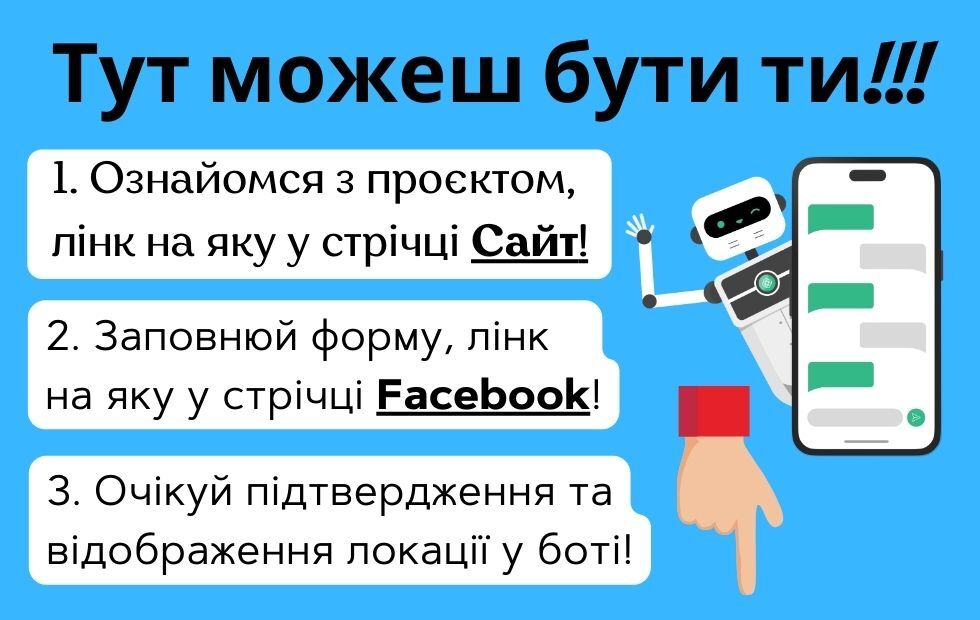 Тут можеш бути ти!!!
1. Ознайомся з проєктом,
лінк на яку у стрічці Сайт!
2. Заповнюй форму, лінк
на яку у стрічці Facebook!
3. Очікуй підтвердження та
відображення локації у боті!